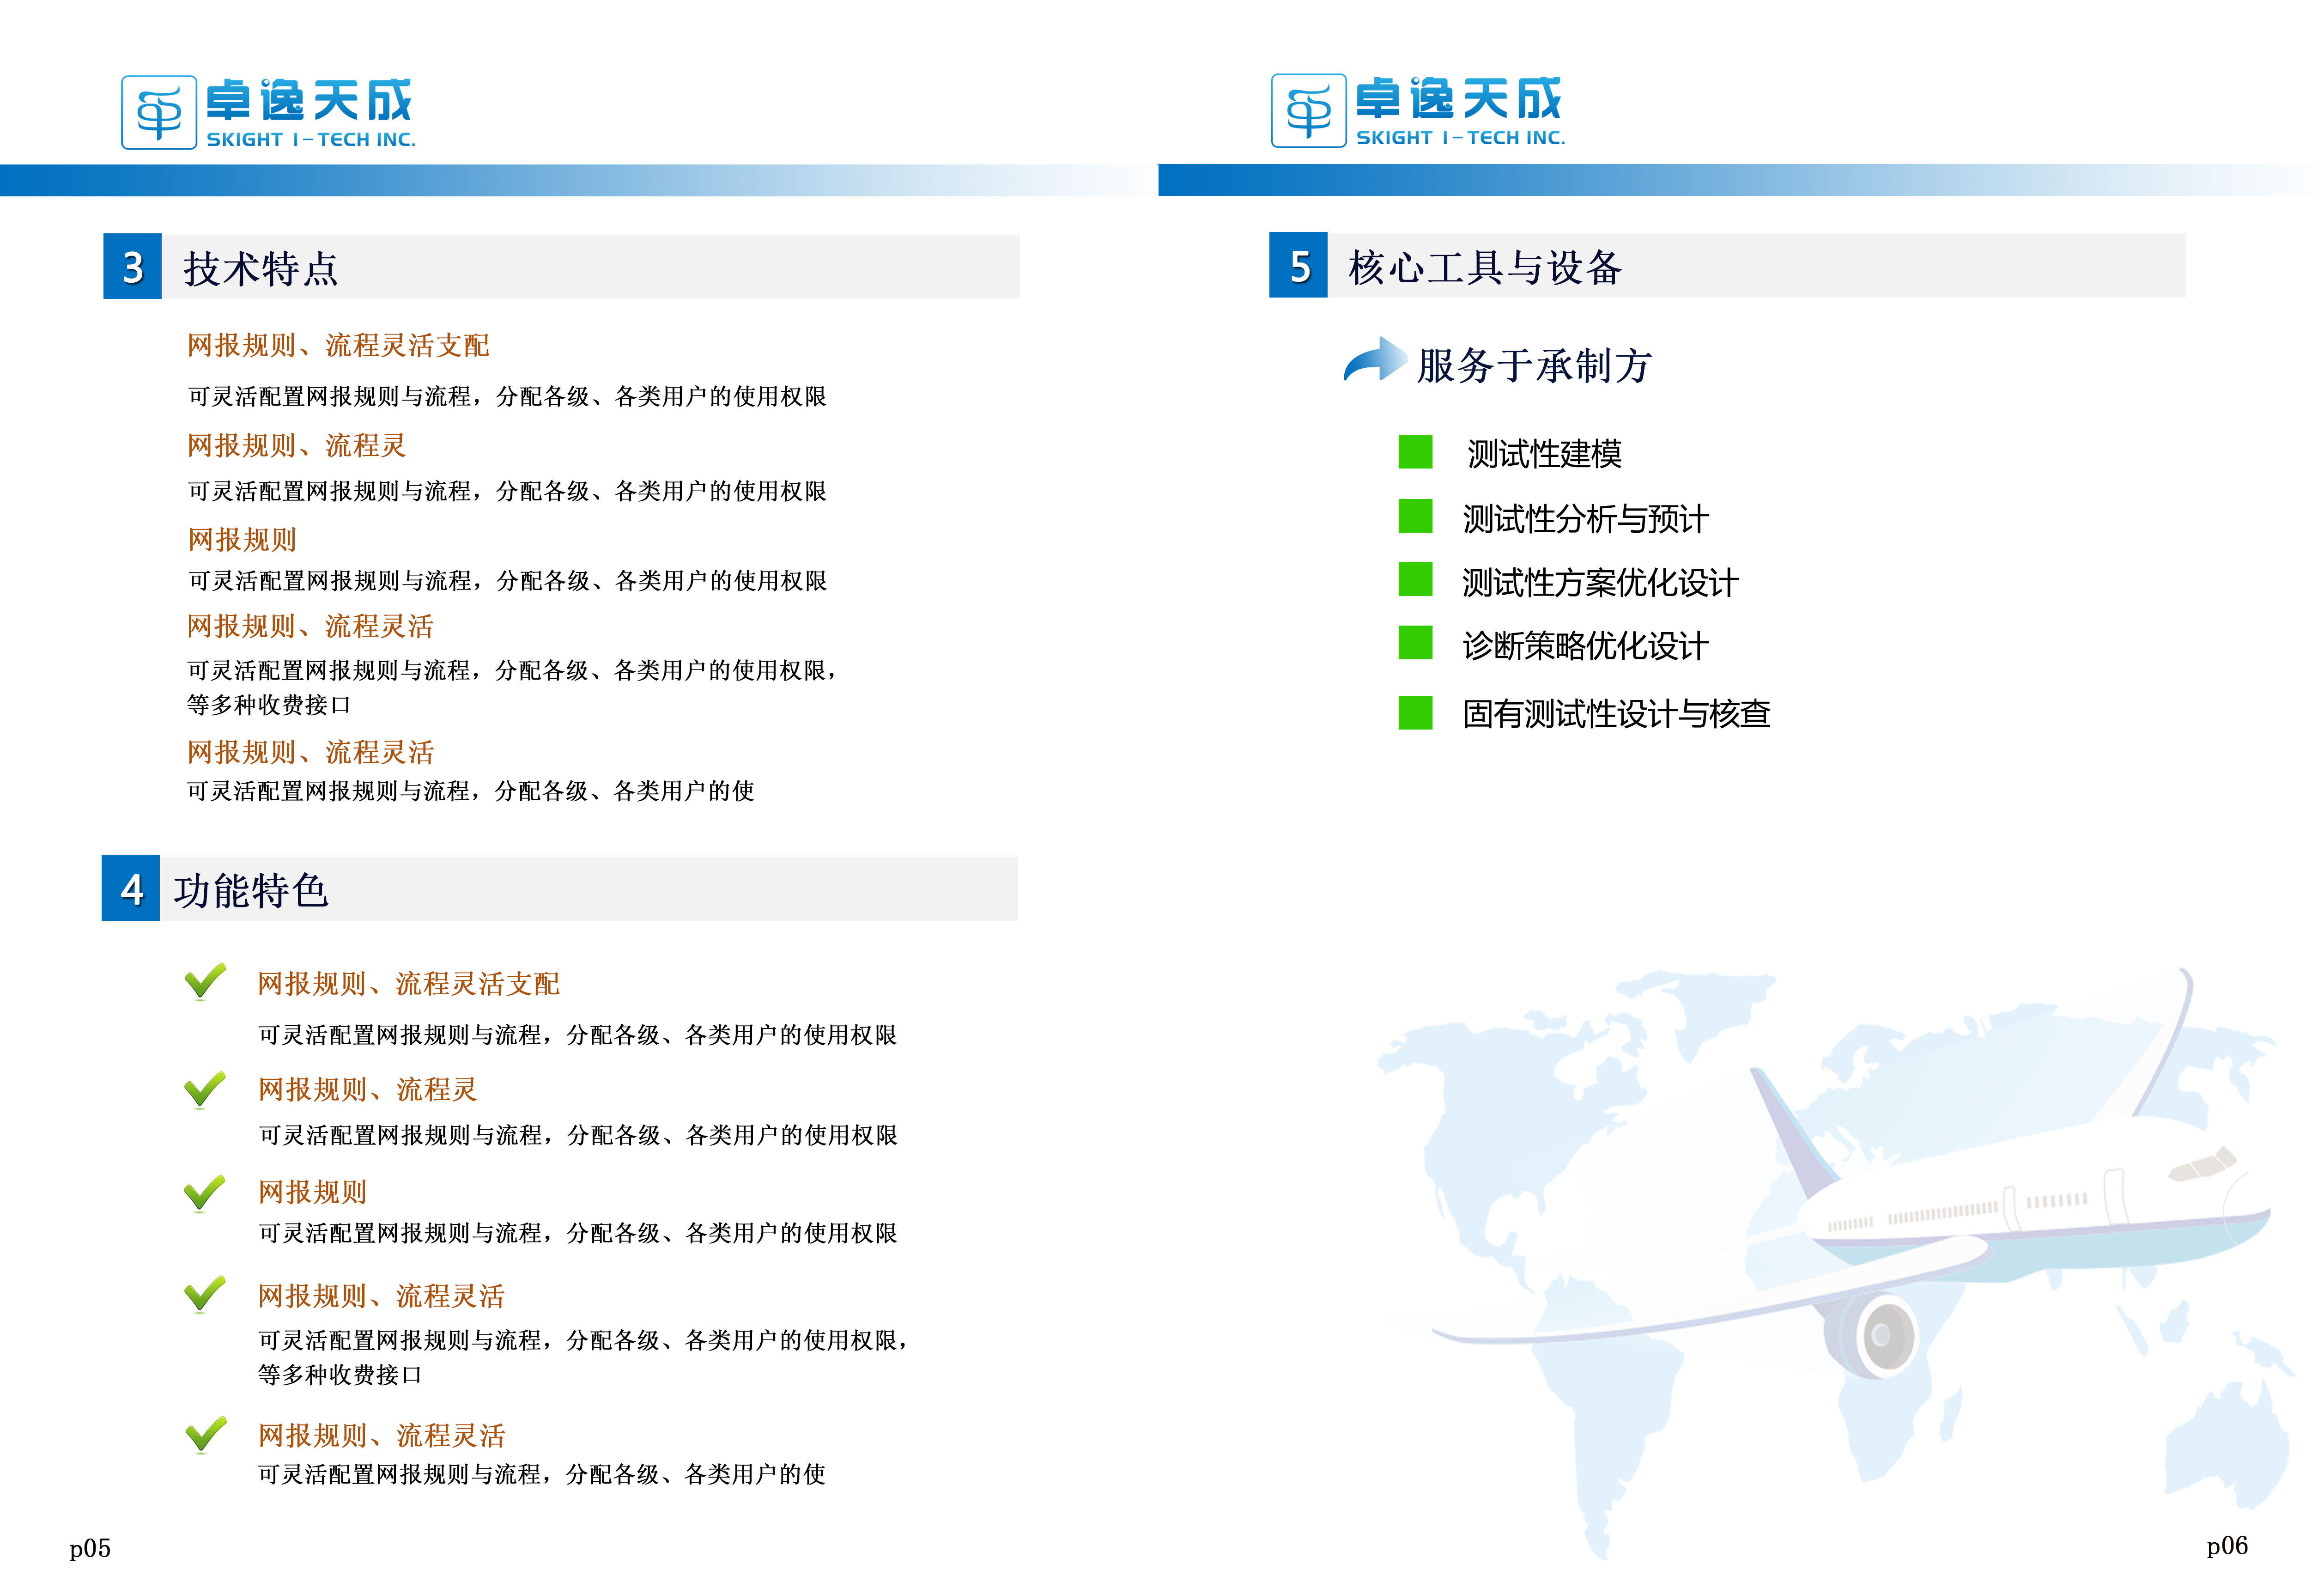 卓逸天成
SKIGHT I-TECH INC.
3 技术特点
网报规则、流程灵活支配
可灵活配置网报规则与流程，分配各级、各类用户的使用权限
网报规则、流程灵
可灵活配置网报规则与流程，分配各级、各类用户的使用权限
网报规则
可灵活配置网报规则与流程，分配各级、各类用户的使用权限
网报规则、流程灵活
可灵活配置网报规则与流程，分配各级、各类用户的使用权限，
等多种收费接口
网报规则、流程灵活
可灵活配置网报规则与流程，分配各级、各类用户的使
4 功能特色
网报规则、流程灵活支配
可灵活配置网报规则与流程，分配各级、各类用户的使用权限
网报规则、流程灵
可灵活配置网报规则与流程，分配各级、各类用户的使用权限
网报规则
可灵活配置网报规则与流程，分配各级、各类用户的使用权限
网报规则、流程灵活
可灵活配置网报规则与流程，分配各级、各类用户的使用权限，
等多种收费接口
网报规则、流程灵活
可灵活配置网报规则与流程，分配各级、各类用户的使
p05
卓逸天成
SKIGHT I-TECH INC.
5 核心工具与设备
服务于承制方
测试性建模
测试性分析与预计
测试性方案优化设计
诊断策略优化设计
固有测试性设计与核查
p06